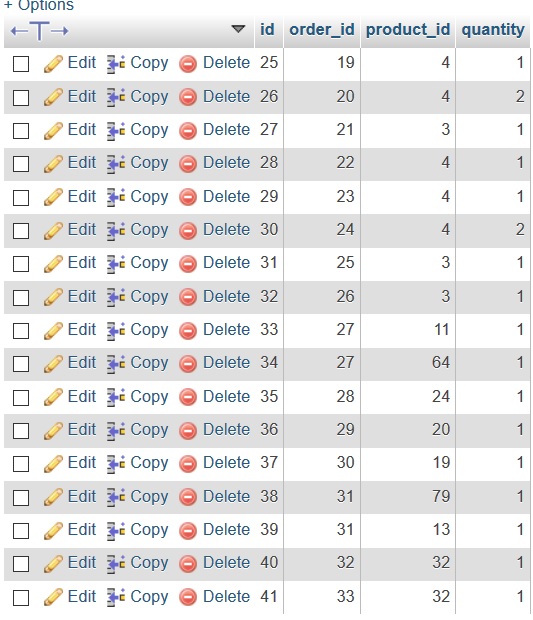 + Options
←T→ id order_id product_id quantity
Edit Copy Delete 25 19 4 1
Edit Copy Delete 26 20 4 2
Edit Copy Delete 27 21 3 1
Edit Copy Delete 28 22 4 1
Edit Copy Delete 29 23 4 1
Edit Copy Delete 30 24 4 2
Edit Copy Delete 31 25 3 1
Edit Copy Delete 32 26 3 1
Edit Copy Delete 33 27 11 1
Edit Copy Delete 34 27 64 1
Edit Copy Delete 35 28 24 1
Edit Copy Delete 36 29 20 1
Edit Copy Delete 37 30 19 1
Edit Copy Delete 38 31 79 1
Edit Copy Delete 39 31 13 1
Edit Copy Delete 40 32 32 1
Edit Copy Delete 41 33 32 1